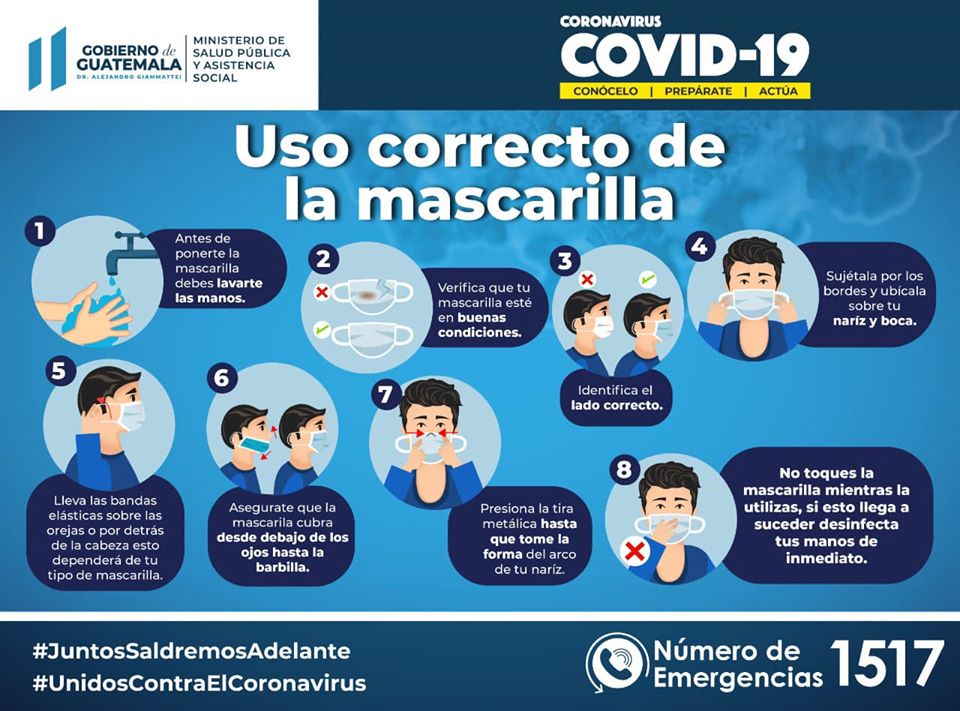 GOBIERNO de
GUATEMALA
DR. ALEJANDRO GIAMMATTEI
MINISTERIO DE
SALUD PÚBLICA
Y ASISTENCIA
SOCIAL
CORONAVIRUS
COVID-19
CONÓCELO | PREPÁRATE | ACTÚA
Uso correcto de
la mascarilla
1
Antes de
ponerte la
mascarilla
debes lavarte
las manos.
2
Verifica que tu
mascarilla esté
en buenas
condiciones.
3
Identifica el
lado correcto.
4
Sujétala por los
bordes y ubícala
sobre tu
naríz y boca.
5
Lleva las bandas
elásticas sobre las
orejas o por detrás
de la cabeza esto
dependerá de tu
tipo de mascarilla.
6
Asegurate que la
mascarila cubra
desde debajo de los
ojos hasta la
barbilla.
7
Presiona la tira
metálica hasta
que tome la
forma del arco
de tu naríz.
8
No toques la
mascarilla mientras la
utilizas, si esto llega a
suceder desinfecta
tus manos de
inmediato.
#JuntosSaldremosAdelante
#UnidosContraElCoronavirus
Número de
Emergencias 1517